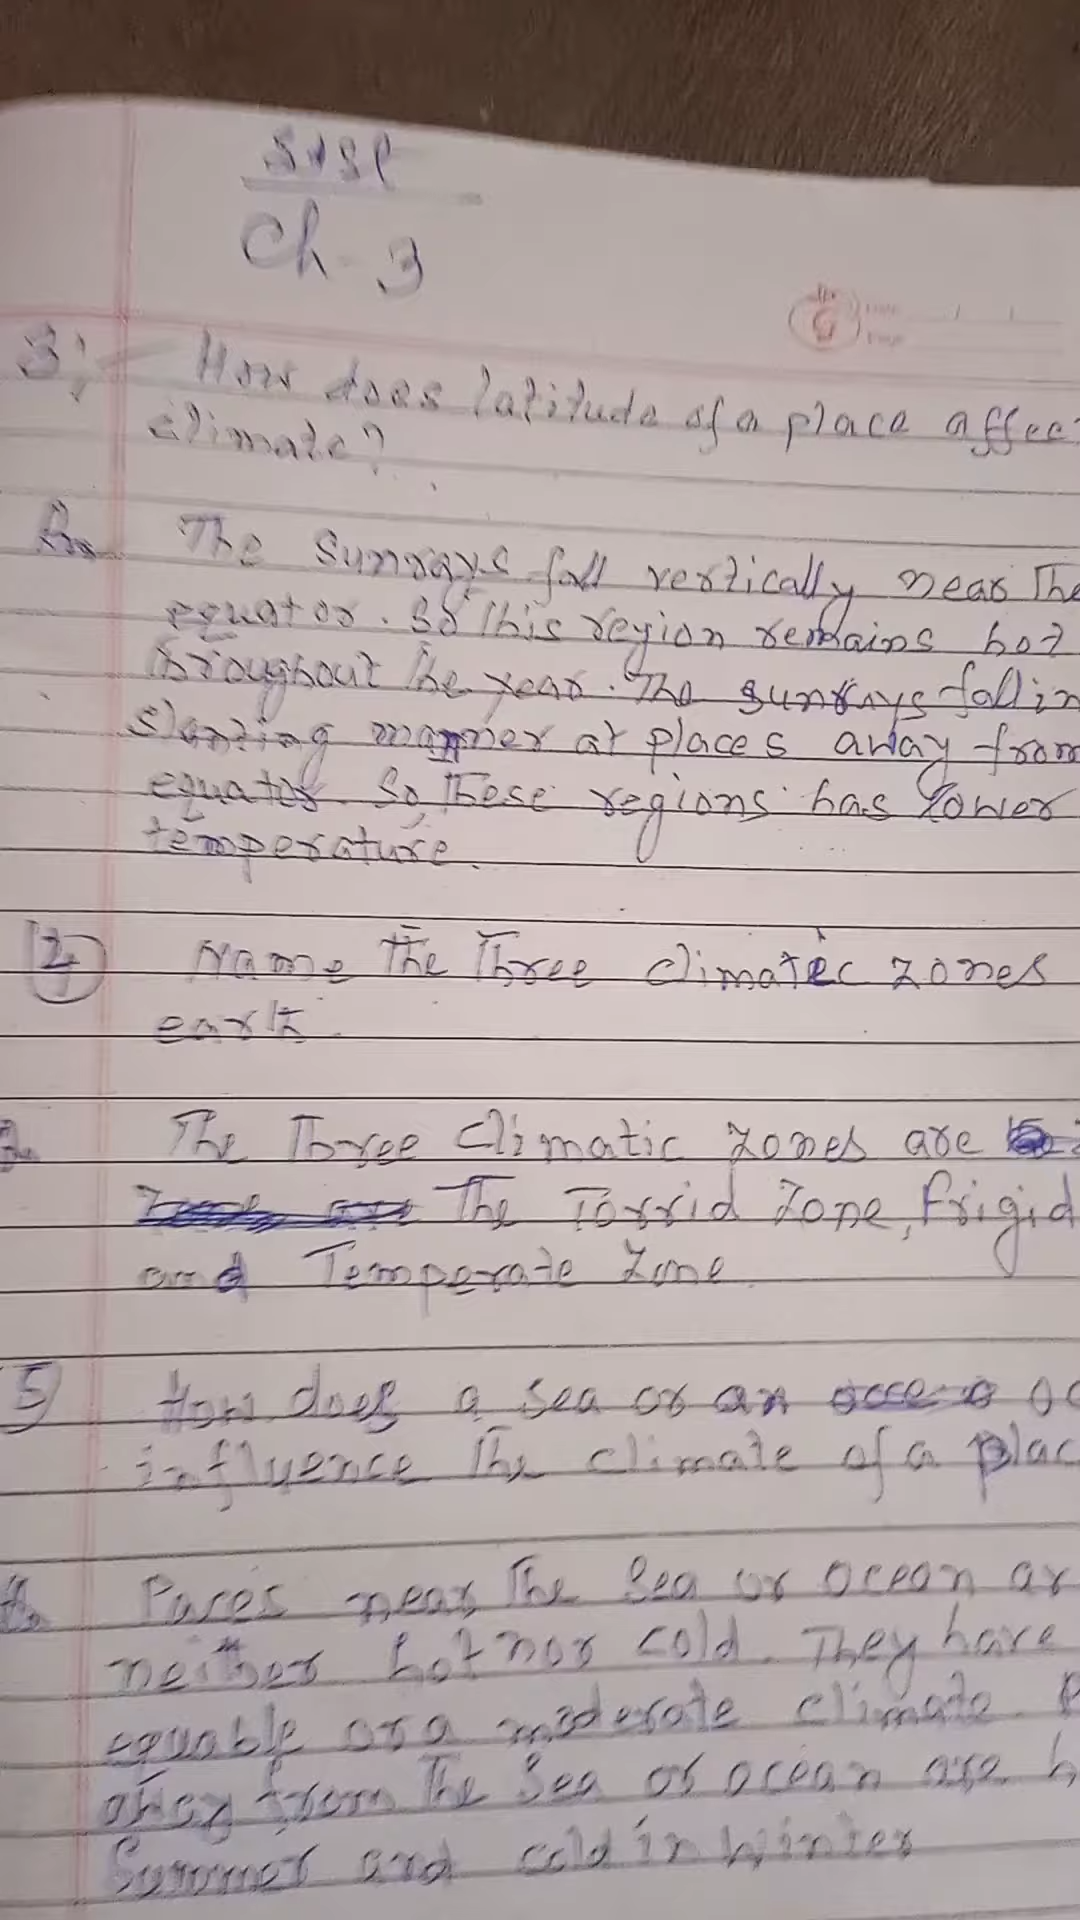 S.St
Ch-3
3:- How does latitude of a place affect
climate?
Ans The Sunrays fall vertically near The
equator. So This region remains hot
throughout The year. The sunrays fall in
slanting manner at places away from
equator. So, These regions has Lower
temperature.
4 Name The Three climatic zones
earth.
The Three Climatic zones are
The Torrid Zone, Frigid
and Temperate Zone
5 How does a sea or an
influence The climate of a plac
A. Paces near The Sea or ocean ar
neither hot nor cold. They have
equable or a moderate climate. P
away from The Sea or ocean are h
Summer and cold in Winter